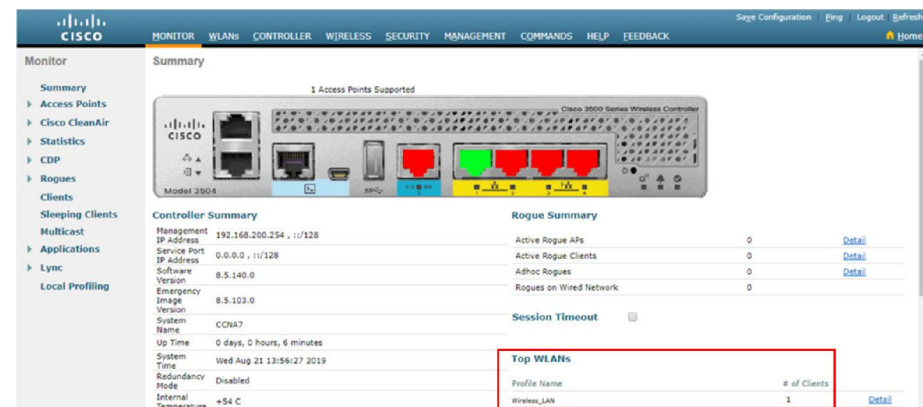 Save Configuration Ping Logout Refresh
CISCO
MONITOR WLANs CONTROLLER WIRELESS SECURITY MANAGEMENT COMMANDS HELP FEEDBACK
Home
Monitor
Summary
Access Points
Cisco CleanAir
Statistics
CDP
Rogues
Clients
Sleeping Clients
Multicast
Applications
Lync
Local Profiling
Summary
1 Access Points Supported
Cisco 3500 Series Wireless Controller
CISCO
Model 3504
Controller Summary
Management IP Address 192.168.200.254 , ::/128
Service Port IP Address 0.0.0.0 , ::/128
Software Version 8.5.140.0
Emergency Image Version 8.5.103.0
System Name CCNA7
Up Time 0 days, 0 hours, 6 minutes
System Time Wed Aug 21 13:56:27 2019
Redundancy Mode Disabled
Internal Temperature +54 C
Rogue Summary
Active Rogue APs 0 Detail
Active Rogue Clients 0 Detail
Adhoc Rogues 0 Detail
Rogues on Wired Network 0
Session Timeout
Top WLANs
Profile Name # of Clients
Wireless_LAN 1 Detail